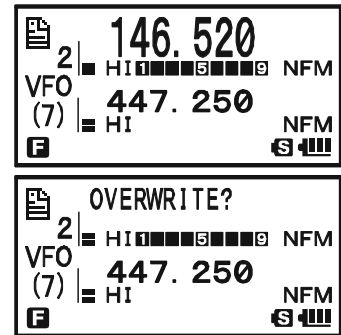 146.520
2 HI 1 5 9 NFM
VFO
447.250
(7) HI NFM
F S
OVERWRITE?
2 HI 1 5 9 NFM
VFO
447.250
(7) HI NFM
F S